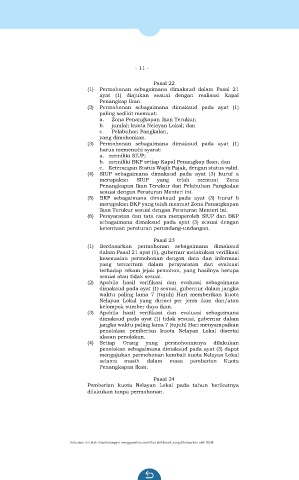 - 11 -
Pasal 22
(1) Permohonan sebagaimana dimaksud dalam Pasal 21
ayat (1) diajukan sesuai dengan realisasi Kapal
Penangkap Ikan.
(2) Permohonan sebagaimana dimaksud pada ayat (1)
paling sedikit memuat:
a. Zona Penangkapan Ikan Terukur;
b. jumlah kuota Nelayan Lokal; dan
c. Pelabuhan Pangkalan,
yang dimohonkan.
(3) Permohonan sebagaimana dimaksud pada ayat (1)
harus memenuhi syarat:
a. memiliki SIUP;
b. memiliki BKP setiap Kapal Penangkap Ikan; dan
c. Keterangan Status Wajib Pajak, dengan status valid.
(4) SIUP sebagaimana dimaksud pada ayat (3) huruf a
merupakan SIUP yang telah memuat Zona
Penangkapan Ikan Terukur dan Pelabuhan Pangkalan
sesuai dengan Peraturan Menteri ini.
(5) BKP sebagaimana dimaksud pada ayat (3) huruf b
merupakan BKP yang telah memuat Zona Penangkapan
Ikan Terukur sesuai dengan Peraturan Menteri ini.
(6) Persyaratan dan tata cara memperoleh SIUP dan BKP
sebagaimana dimaksud pada ayat (3) sesuai dengan
ketentuan peraturan perundang-undangan.
Pasal 23
(1) Berdasarkan permohonan sebagaimana dimaksud
dalam Pasal 21 ayat (1), gubernur melakukan verifikasi
kesesuaian permohonan dengan data dan informasi
yang tercantum dalam persyaratan dan evaluasi
terhadap rekam jejak pemohon, yang hasilnya berupa
sesuai atau tidak sesuai.
(2) Apabila hasil verifikasi dan evaluasi sebagaimana
dimaksud pada ayat (1) sesuai, gubernur dalam jangka
waktu paling lama 7 (tujuh) Hari memberikan kuota
Nelayan Lokal yang dirinci per jenis ikan dan/atau
kelompok sumber daya ikan.
(3) Apabila hasil verifikasi dan evaluasi sebagaimana
dimaksud pada ayat (1) tidak sesuai, gubernur dalam
jangka waktu paling lama 7 (tujuh) Hari menyampaikan
penolakan pemberian kuota Nelayan Lokal disertai
alasan penolakan.
(4) Setiap Orang yang permohonannya dilakukan
penolakan sebagaimana dimaksud pada ayat (3) dapat
mengajukan permohonan kembali kuota Nelayan Lokal
selama masih dalam masa pemberian Kuota
Penangkapan Ikan.
Pasal 24
Pemberian kuota Nelayan Lokal pada tahun berikutnya
dilakukan tanpa permohonan.
Dokumen ini telah ditandatangani menggunakan sertifikat elektronik yang diterbitkan oleh BSrE.